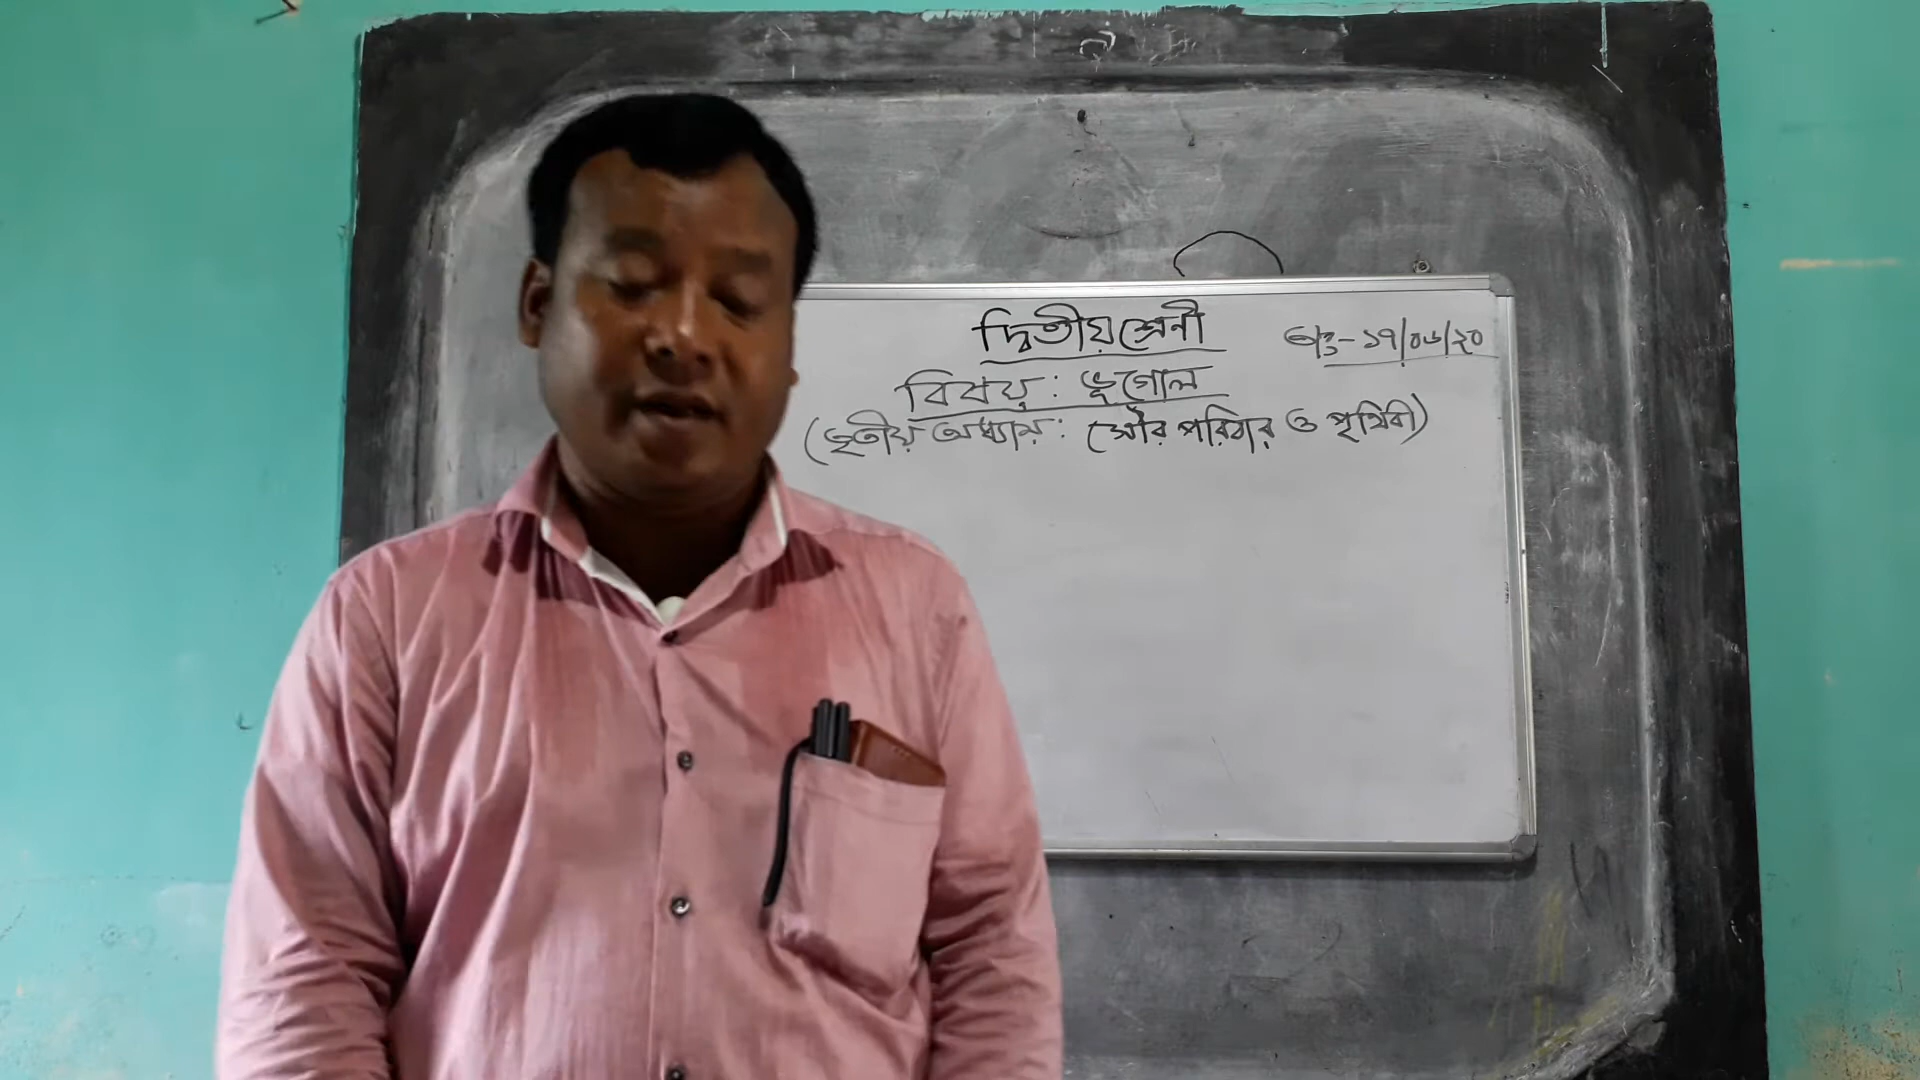 দ্বিতীয় শ্রেণী
তাং-১৭/০৬/২০
বিষয়: ভূগোল
(তৃতীয় অধ্যায়: সৌর পরিবার ও পৃথিবী)